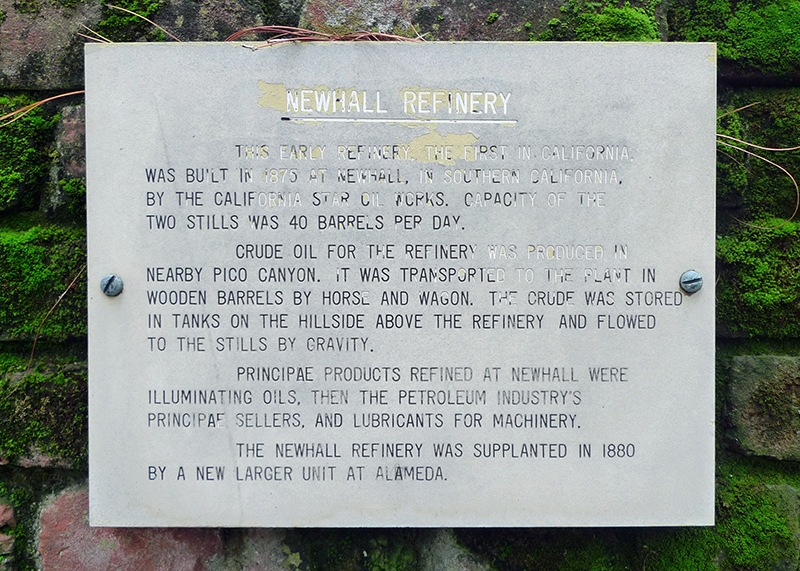 NEWHALL REFINERY
THIS EARLY REFINERY, THE FIRST IN CALIFORNIA,
WAS BUILT IN 1875 AT NEWHALL, IN SOUTHERN CALIFORNIA,
BY THE CALIFORNIA STAR OIL WORKS. CAPACITY OF THE
TWO STILLS WAS 40 BARRELS PER DAY.
CRUDE OIL FOR THE REFINERY WAS PRODUCED IN
NEARBY PICO CANYON. IT WAS TRANSPORTED TO THE PLANT IN
WOODEN BARRELS BY HORSE AND WAGON. THE CRUDE WAS STORED
IN TANKS ON THE HILLSIDE ABOVE THE REFINERY AND FLOWED
TO THE STILLS BY GRAVITY.
PRINCIPAE PRODUCTS REFINED AT NEWHALL WERE
ILLUMINATING OILS, THEN THE PETROLEUM INDUSTRY'S
PRINCIPAE SELLERS, AND LUBRICANTS FOR MACHINERY.
THE NEWHALL REFINERY WAS SUPPLANTED IN 1880
BY A NEW LARGER UNIT AT ALAMEDA.